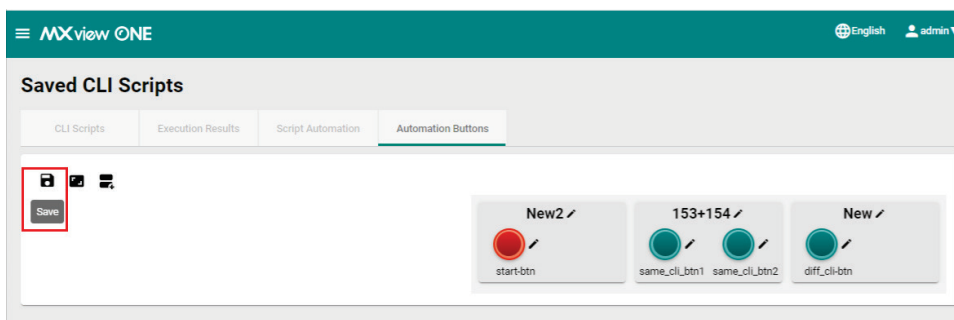 MXview ONE
English admin
Saved CLI Scripts
CLI Scripts Execution Results Script Automation Automation Buttons
Save
New2 153+154 New
start-btn same_cli_btn1 same_cli_btn2 diff_cli-btn